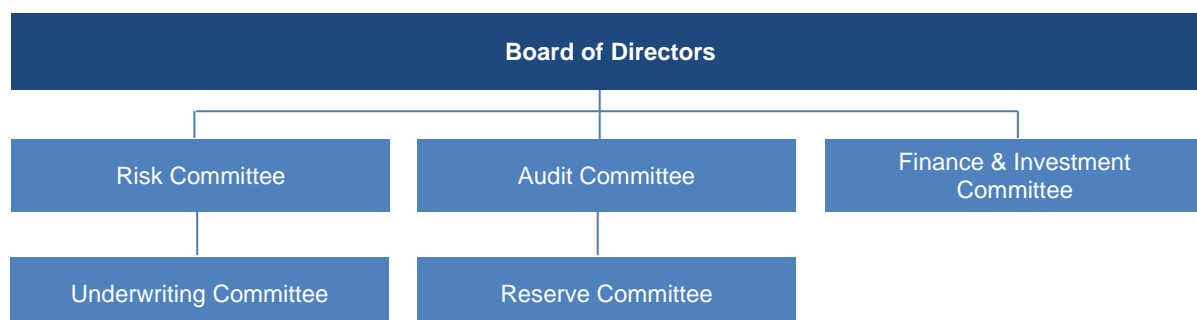 Board of Directors
Risk Committee
Audit Committee
Finance & Investment
Committee
Underwriting Committee
Reserve Committee